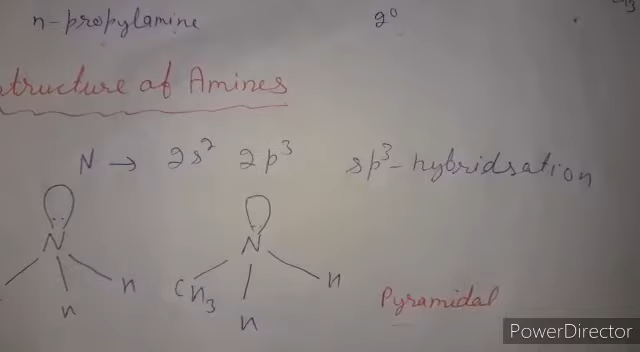 n-propylamine 2°
tructure of Amines
N → 2s² 2p³ sp³-hybridsation
N N
H CH₃ H
H H
Pyramidal
PowerDirector